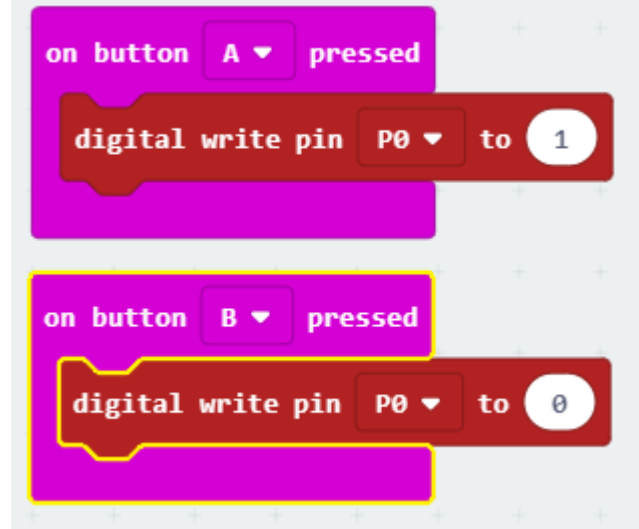 on button A pressed
digital write pin P0 to 1
on button B pressed
digital write pin P0 to 0